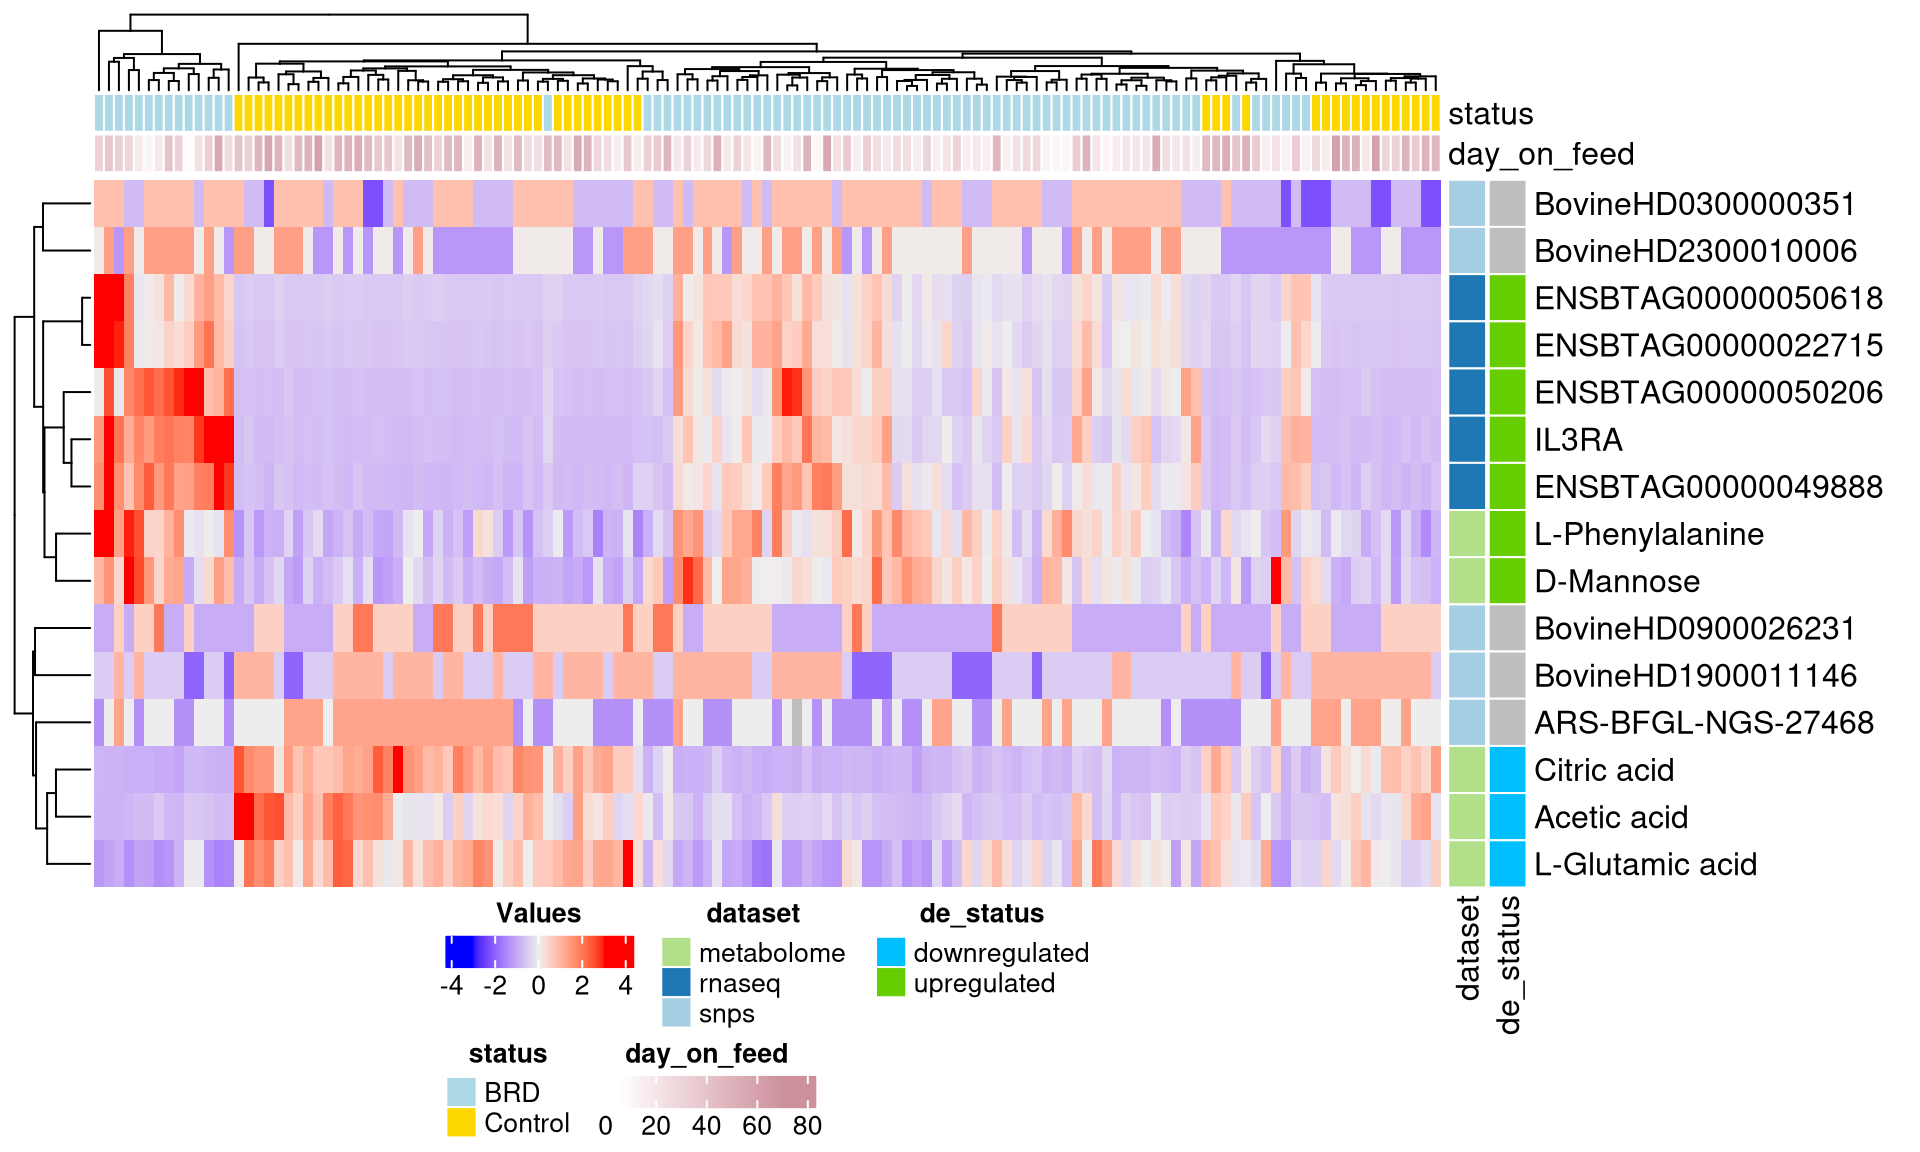 status
day_on_feed
BovineHD0300000351
BovineHD2300010006
ENSBTAG00000050618
ENSBTAG00000022715
ENSBTAG00000050206
IL3RA
ENSBTAG00000049888
L-Phenylalanine
D-Mannose
BovineHD0900026231
BovineHD1900011146
ARS-BFGL-NGS-27468
Citric acid
Acetic acid
L-Glutamic acid
dataset
de_status
Values
-4 -2 0 2 4
dataset
metabolome
rnaseq
snps
de_status
downregulated
upregulated
status
BRD
Control
day_on_feed
0 20 40 60 80